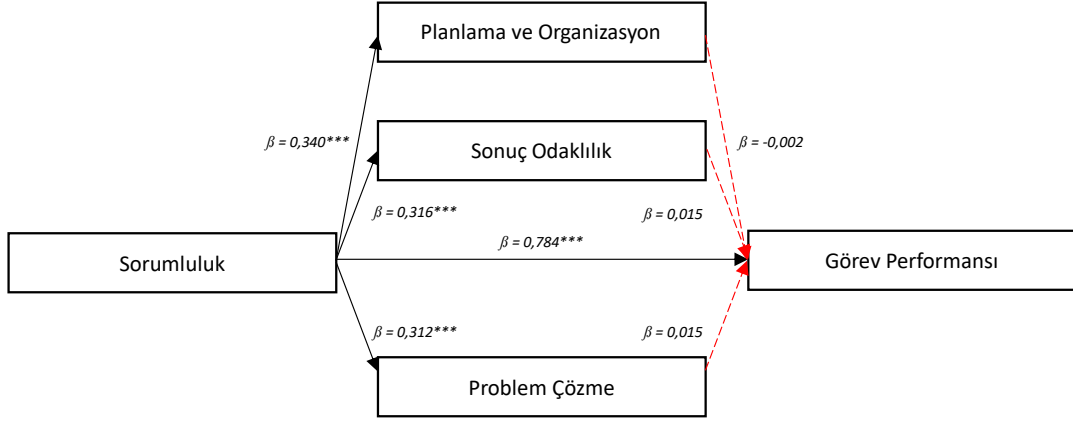 Planlama ve Organizasyon
β = 0,340***
β = -0,002
Sonuç Odaklılık
β = 0,316***
β = 0,015
β = 0,784***
Sorumluluk
Görev Performansı
β = 0,312***
β = 0,015
Problem Çözme